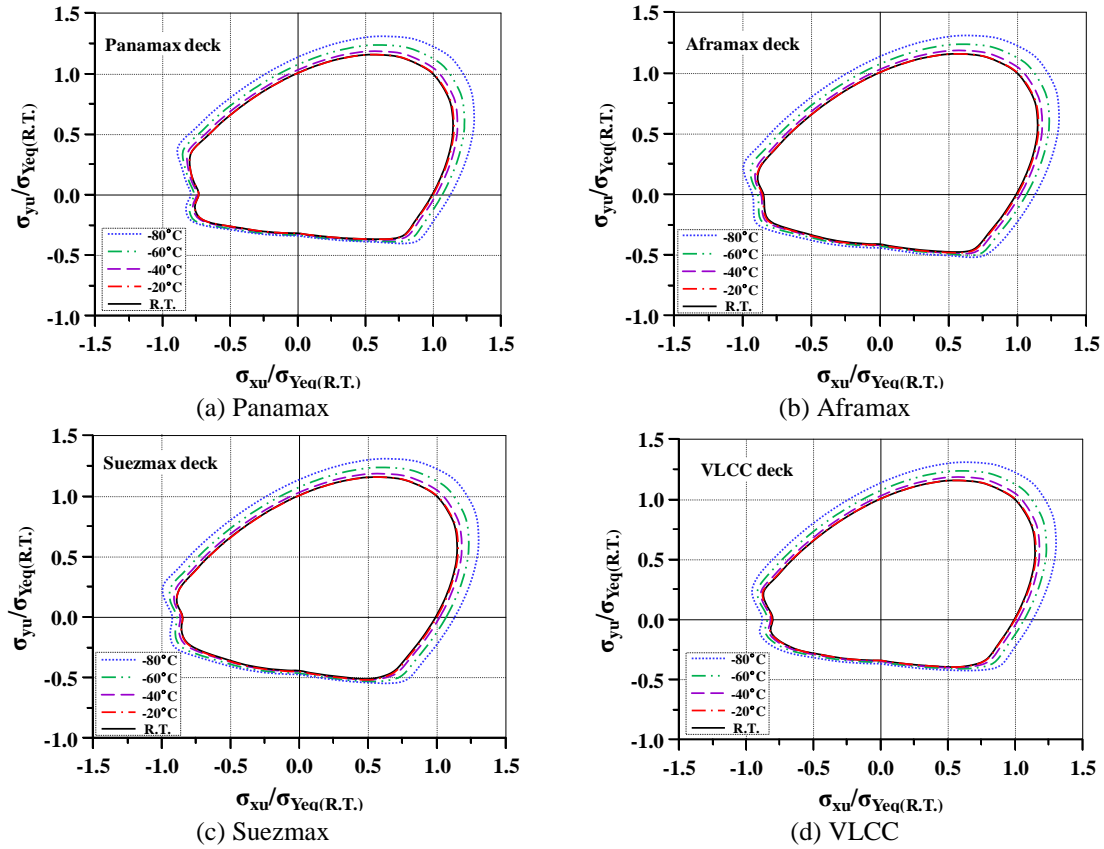 1.5
1.0
0.5
0.0
-0.5
-1.0
σyu/σYeq(R.T.)
Panamax deck
-80°C
-60°C
-40°C
-20°C
R.T.
-1.5 -1.0 -0.5 0.0 0.5 1.0 1.5
σxu/σYeq(R.T.)
(a) Panamax
1.5
1.0
0.5
0.0
-0.5
-1.0
σyu/σYeq(R.T.)
Aframax deck
-80°C
-60°C
-40°C
-20°C
R.T.
-1.5 -1.0 -0.5 0.0 0.5 1.0 1.5
σxu/σYeq(R.T.)
(b) Aframax
1.5
1.0
0.5
0.0
-0.5
-1.0
σyu/σYeq(R.T.)
Suezmax deck
-80°C
-60°C
-40°C
-20°C
R.T.
-1.5 -1.0 -0.5 0.0 0.5 1.0 1.5
σxu/σYeq(R.T.)
(c) Suezmax
1.5
1.0
0.5
0.0
-0.5
-1.0
σyu/σYeq(R.T.)
VLCC deck
-80°C
-60°C
-40°C
-20°C
R.T.
-1.5 -1.0 -0.5 0.0 0.5 1.0 1.5
σxu/σYeq(R.T.)
(d) VLCC